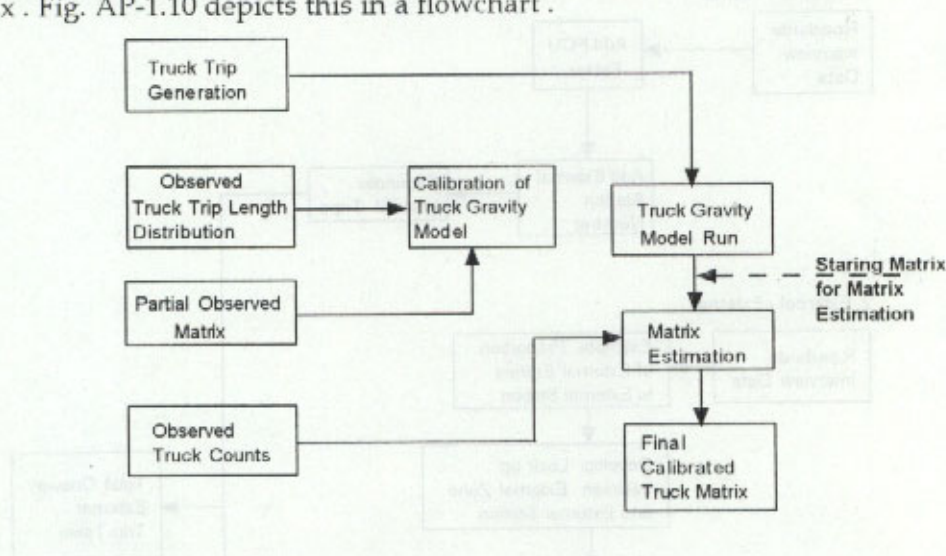 x . Fig. AP-1.10 depicts this in a flowchart .
Truck Trip
Generation
Observed
Truck Trip Length
Distribution
Calibration of
Truck Gravity
Model
Truck Gravity
Model Run
Staring Matrix
for Matrix
Estimation
Partial Observed
Matrix
Matrix
Estimation
Observed
Truck Counts
Final
Calibrated
Truck Matrix